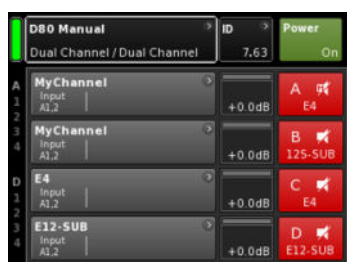 D80 Manual ID Power
Dual Channel / Dual Channel 7.63 On
A
1
2
3
4
D
1
2
3
4
MyChannel
Input
A1,2
+0.0dB
A
E4
MyChannel
Input
A1,2
+0.0dB
B
12S-SUB
E4
Input
A1,2
+0.0dB
C
E4
E12-SUB
Input
A1,2
+0.0dB
D
E12-SUB